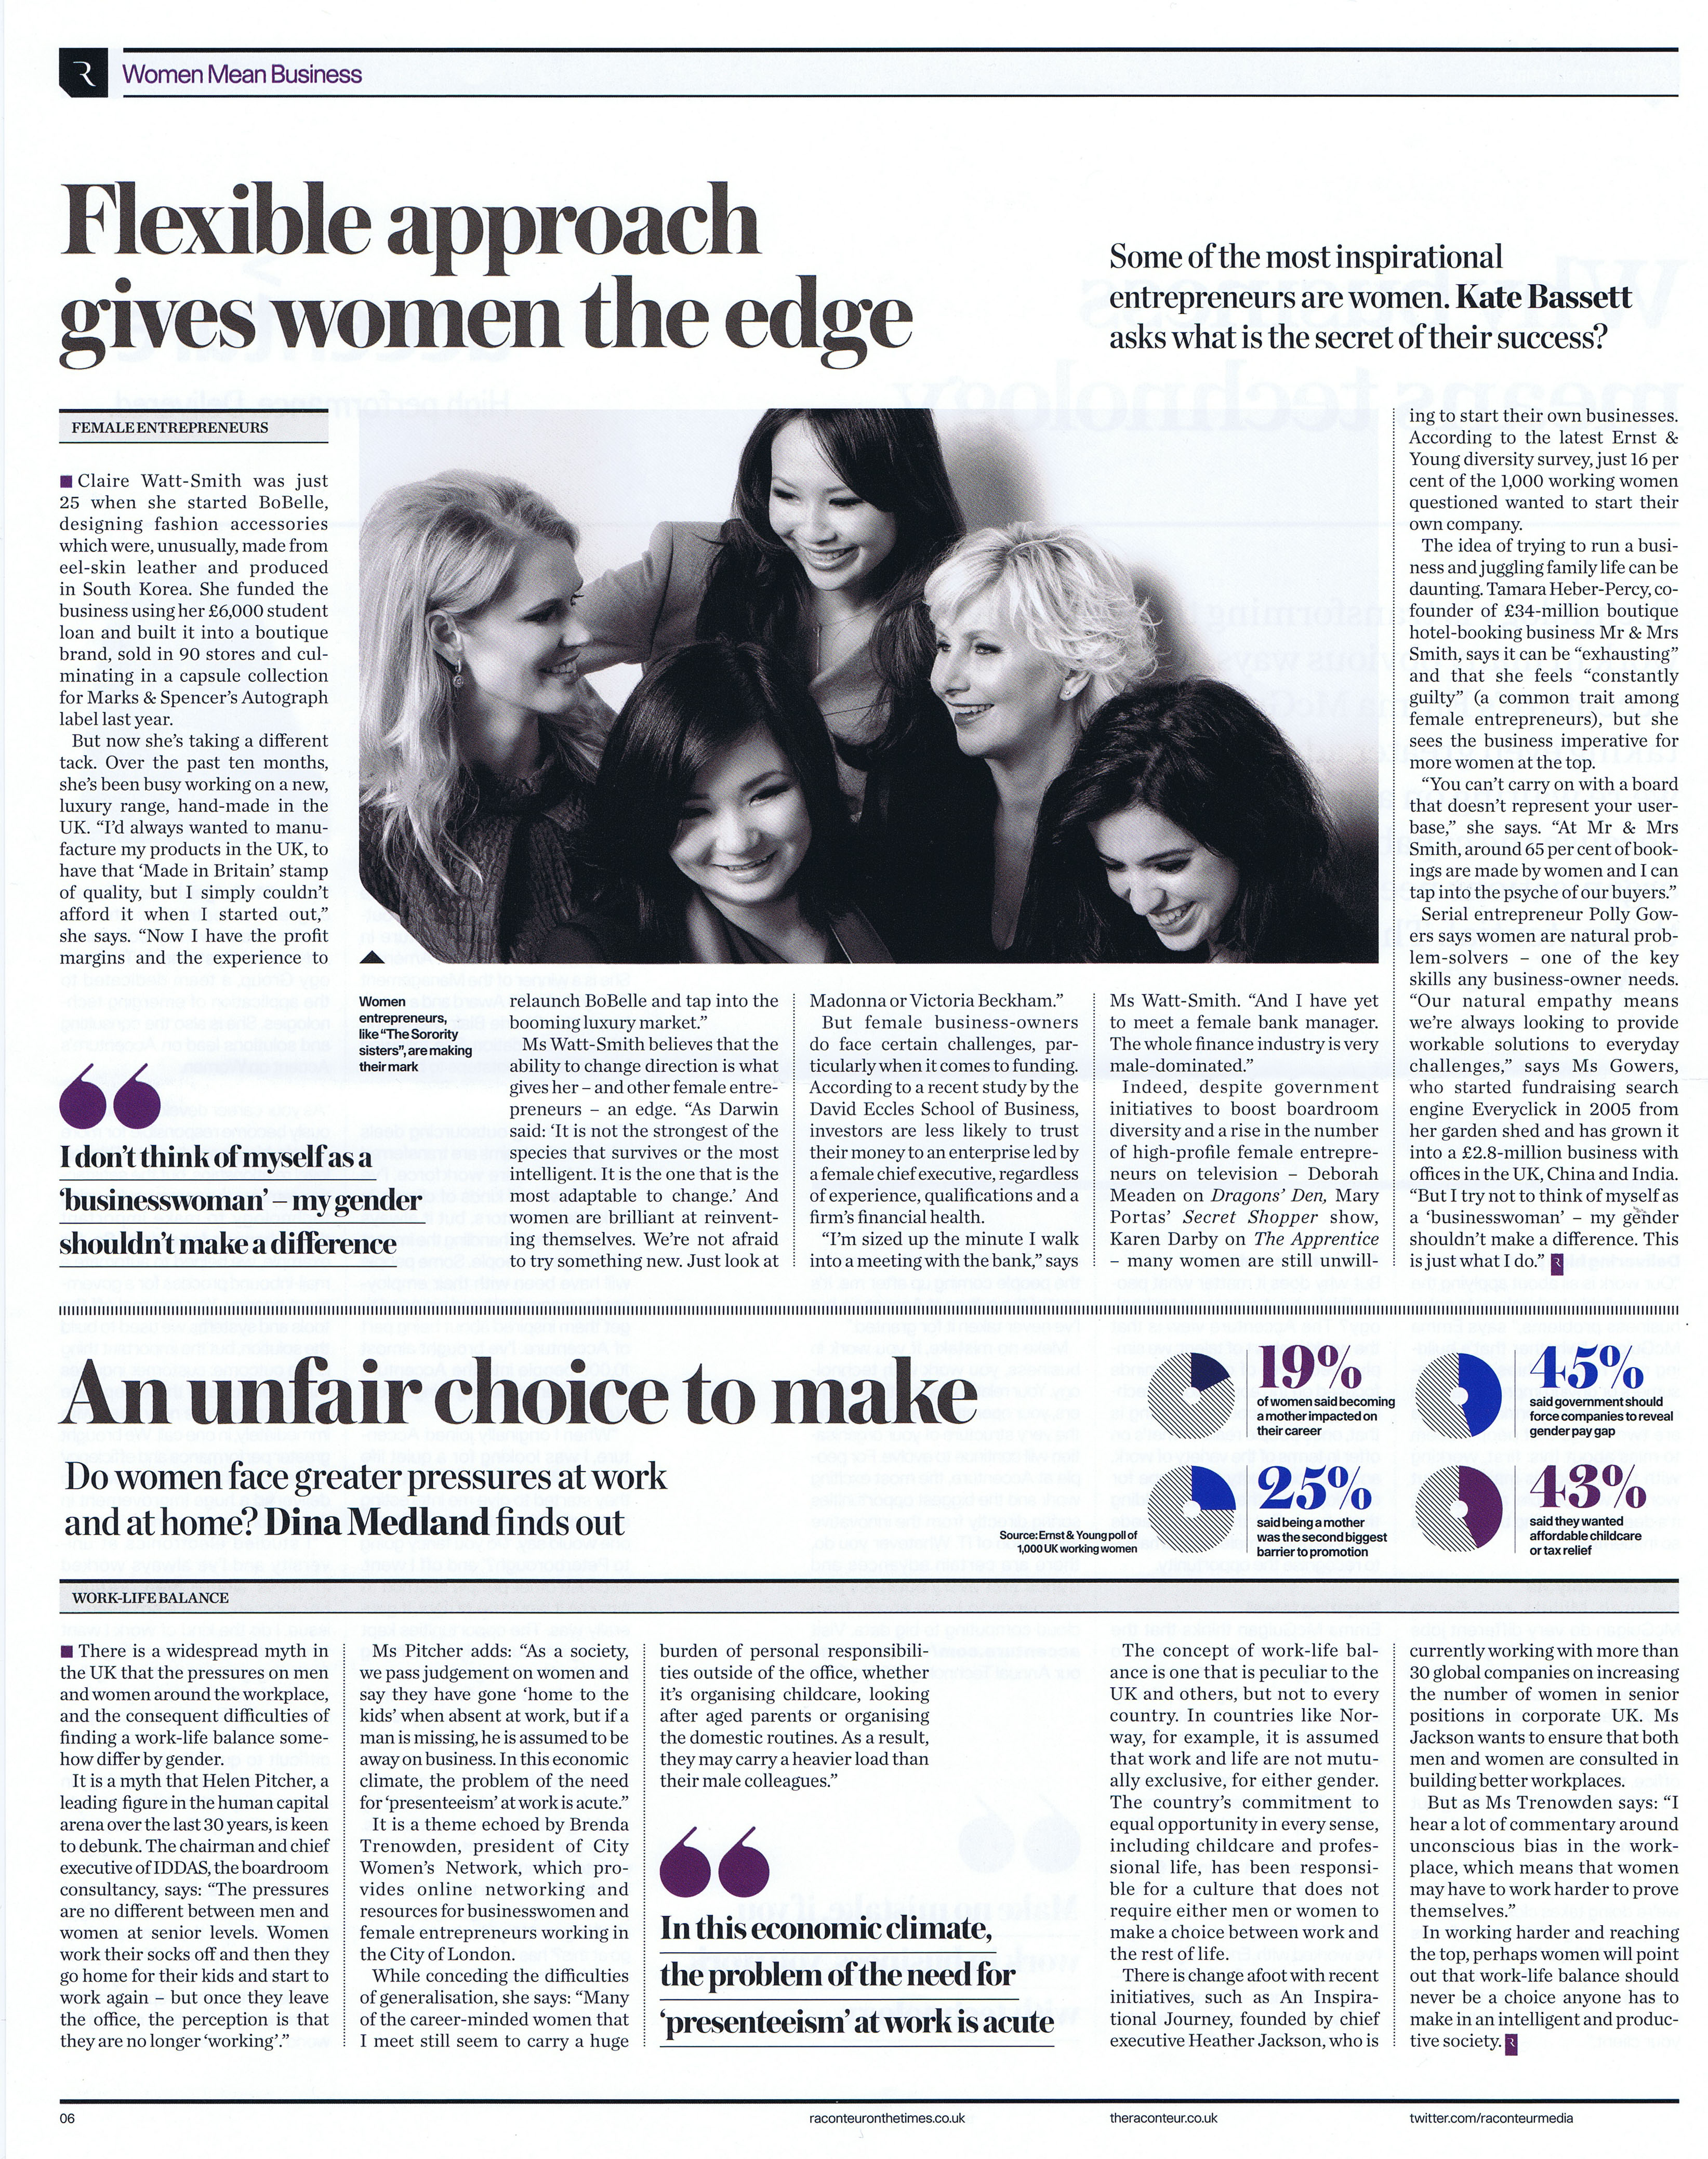 R Women Mean Business
Flexible approach
gives women the edge
Some of the most inspirational
entrepreneurs are women. Kate Bassett
asks what is the secret of their success?
FEMALE ENTREPRENEURS
Claire Watt-Smith was just
25 when she started BoBelle,
designing fashion accessories
which were, unusually, made from
eel-skin leather and produced
in South Korea. She funded the
business using her £6,000 student
loan and built it into a boutique
brand, sold in 90 stores and cul-
minating in a capsule collection
for Marks & Spencer's Autograph
label last year.
But now she's taking a different
tack. Over the past ten months,
she's been busy working on a new,
luxury range, hand-made in the
UK. “I'd always wanted to manu-
facture my products in the UK, to
have that ‘Made in Britain’ stamp
of quality, but I simply couldn't
afford it when I started out,”
she says. “Now I have the profit
margins and the experience to
I don't think of myself as a
‘businesswoman’ – my gender
shouldn't make a difference
Women
entrepreneurs,
like “The Sorority
sisters”, are making
their mark
relaunch BoBelle and tap into the
booming luxury market.”
Ms Watt-Smith believes that the
ability to change direction is what
gives her – and other female entre-
preneurs – an edge. “As Darwin
said: ‘It is not the strongest of the
species that survives or the most
intelligent. It is the one that is the
most adaptable to change.’ And
women are brilliant at reinvent-
ing themselves. We're not afraid
to try something new. Just look at
Madonna or Victoria Beckham.”
But female business-owners
do face certain challenges, par-
ticularly when it comes to funding.
According to a recent study by the
David Eccles School of Business,
investors are less likely to trust
their money to an enterprise led by
a female chief executive, regardless
of experience, qualifications and a
firm's financial health.
“I'm sized up the minute I walk
into a meeting with the bank,” says
Ms Watt-Smith. “And I have yet
to meet a female bank manager.
The whole finance industry is very
male-dominated.”
Indeed, despite government
initiatives to boost boardroom
diversity and a rise in the number
of high-profile female entrepre-
neurs on television – Deborah
Meaden on Dragons' Den, Mary
Portas' Secret Shopper show,
Karen Darby on The Apprentice
– many women are still unwill-
ing to start their own businesses.
According to the latest Ernst &
Young diversity survey, just 16 per
cent of the 1,000 working women
questioned wanted to start their
own company.
The idea of trying to run a busi-
ness and juggling family life can be
daunting. Tamara Heber-Percy, co-
founder of £34-million boutique
hotel-booking business Mr & Mrs
Smith, says it can be “exhausting”
and that she feels “constantly
guilty” (a common trait among
female entrepreneurs), but she
sees the business imperative for
more women at the top.
“You can't carry on with a board
that doesn't represent your user-
base,” she says. “At Mr & Mrs
Smith, around 65 per cent of book-
ings are made by women and I can
tap into the psyche of our buyers.”
Serial entrepreneur Polly Gow-
ers says women are natural prob-
lem-solvers – one of the key
skills any business-owner needs.
“Our natural empathy means
we're always looking to provide
workable solutions to everyday
challenges,” says Ms Gowers,
who started fundraising search
engine Everyclick in 2005 from
her garden shed and has grown it
into a £2.8-million business with
offices in the UK, China and India.
“But I try not to think of myself as
a ‘businesswoman’ – my gender
shouldn't make a difference. This
is just what I do.” R
An unfair choice to make
Do women face greater pressures at work
and at home? Dina Medland finds out
Source: Ernst & Young poll of
1,000 UK working women
19%
of women said becoming
a mother impacted on
their career
45%
said government should
force companies to reveal
gender pay gap
25%
said being a mother
was the second biggest
barrier to promotion
43%
said they wanted
affordable childcare
or tax relief
WORK-LIFE BALANCE
There is a widespread myth in
the UK that the pressures on men
and women around the workplace,
and the consequent difficulties of
finding a work-life balance some-
how differ by gender.
It is a myth that Helen Pitcher, a
leading figure in the human capital
arena over the last 30 years, is keen
to debunk. The chairman and chief
executive of IDDAS, the boardroom
consultancy, says: “The pressures
are no different between men and
women at senior levels. Women
work their socks off and then they
go home for their kids and start to
work again – but once they leave
the office, the perception is that
they are no longer ‘working’.”
Ms Pitcher adds: “As a society,
we pass judgement on women and
say they have gone ‘home to the
kids’ when absent at work, but if a
man is missing, he is assumed to be
away on business. In this economic
climate, the problem of the need
for ‘presenteeism’ at work is acute.”
It is a theme echoed by Brenda
Trenowden, president of City
Women's Network, which pro-
vides online networking and
resources for businesswomen and
female entrepreneurs working in
the City of London.
While conceding the difficulties
of generalisation, she says: “Many
of the career-minded women that
I meet still seem to carry a huge
burden of personal responsibili-
ties outside of the office, whether
it's organising childcare, looking
after aged parents or organising
the domestic routines. As a result,
they may carry a heavier load than
their male colleagues.”
In this economic climate,
the problem of the need for
‘presenteeism’ at work is acute
The concept of work-life bal-
ance is one that is peculiar to the
UK and others, but not to every
country. In countries like Nor-
way, for example, it is assumed
that work and life are not mutu-
ally exclusive, for either gender.
The country's commitment to
equal opportunity in every sense,
including childcare and profes-
sional life, has been responsi-
ble for a culture that does not
require either men or women to
make a choice between work and
the rest of life.
There is change afoot with recent
initiatives, such as An Inspira-
tional Journey, founded by chief
executive Heather Jackson, who is
currently working with more than
30 global companies on increasing
the number of women in senior
positions in corporate UK. Ms
Jackson wants to ensure that both
men and women are consulted in
building better workplaces.
But as Ms Trenowden says: “I
hear a lot of commentary around
unconscious bias in the work-
place, which means that women
may have to work harder to prove
themselves.”
In working harder and reaching
the top, perhaps women will point
out that work-life balance should
never be a choice anyone has to
make in an intelligent and produc-
tive society. R
06
raconteuronthetimes.co.uk
theraconteur.co.uk
twitter.com/raconteurmedia